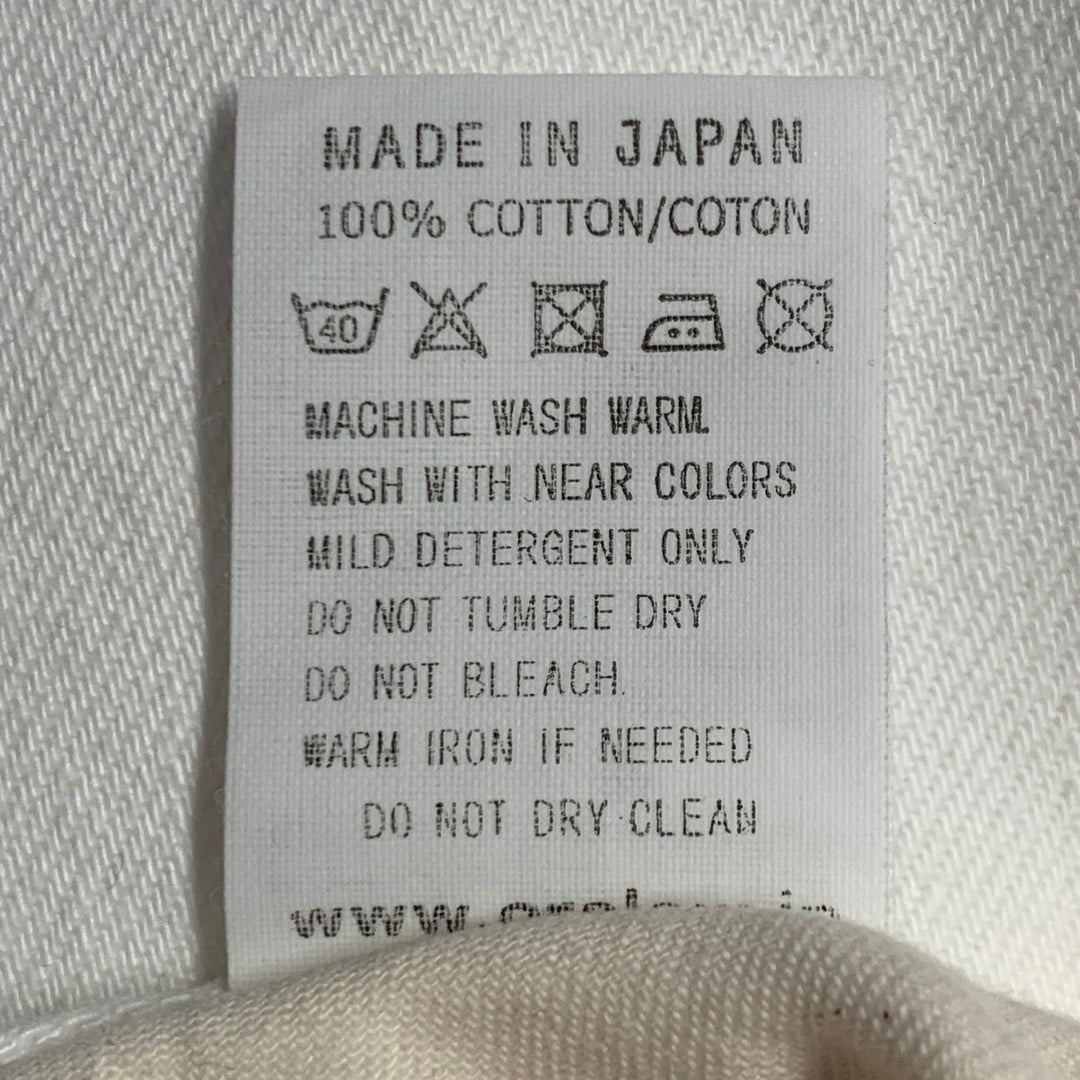 MADE IN JAPAN
100% COTTON/COTON
40
MACHINE WASH WARM.
WASH WITH NEAR COLORS
MILD DETERGENT ONLY
DO NOT TUMBLE DRY
DO NOT BLEACH.
WARM IRON IF NEEDED
DO NOT DRY CLEAN